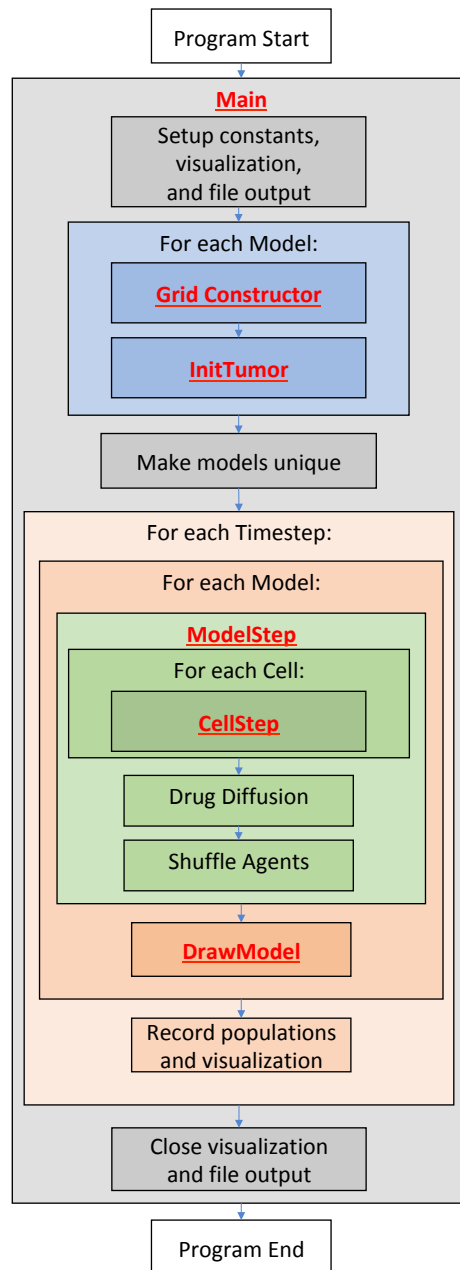 Program Start
Main
Setup constants,
visualization,
and file output
For each Model:
Grid Constructor
InitTumor
Make models unique
For each Timestep:
For each Model:
ModelStep
For each Cell:
CellStep
Drug Diffusion
Shuffle Agents
DrawModel
Record populations
and visualization
Close visualization
and file output
Program End